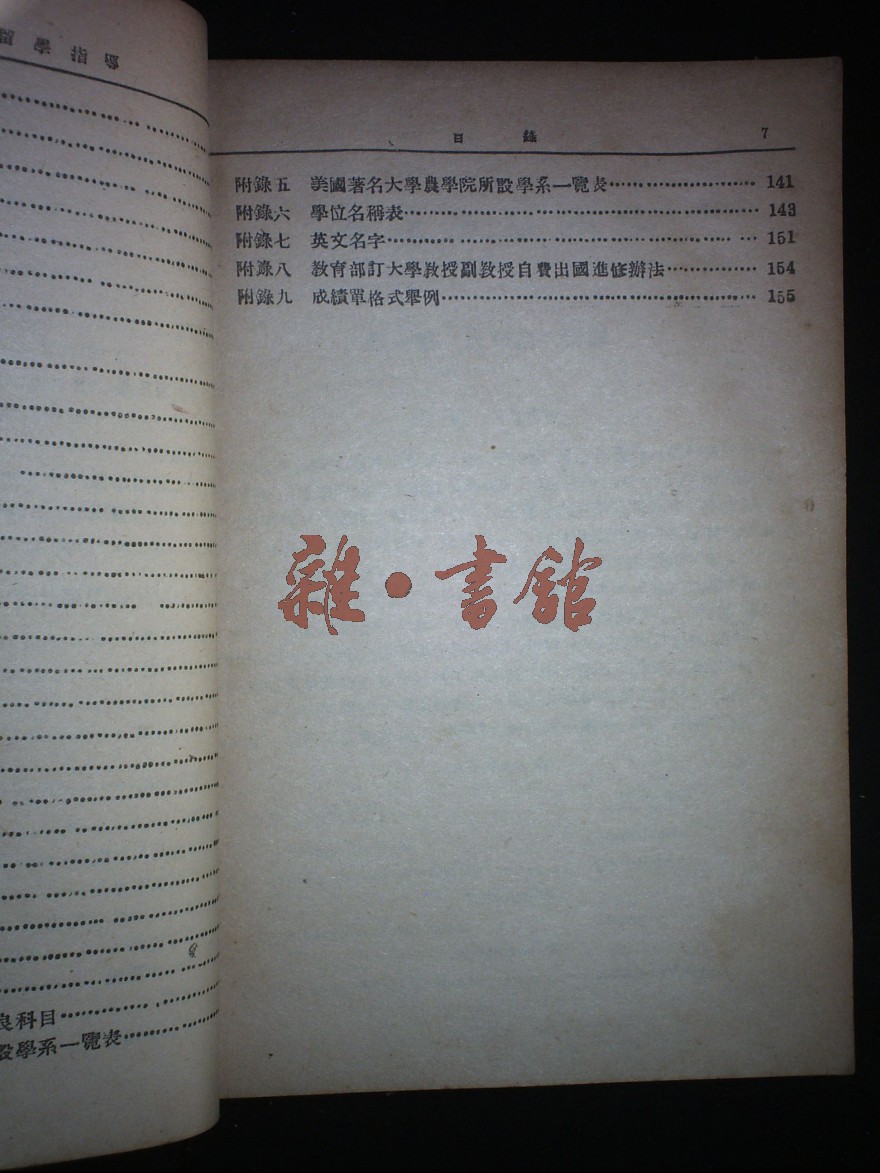 留學指
良科目
設學系一覽表
目錄 7
附錄五 美國著名大學農學院所設學系一覽表 141
附錄六 學位名稱表 143
附錄七 英文名字 151
附錄八 教育部訂大學教授副教授自費出國進修辦法 154
附錄九 成績單格式舉例 155
雜•書館